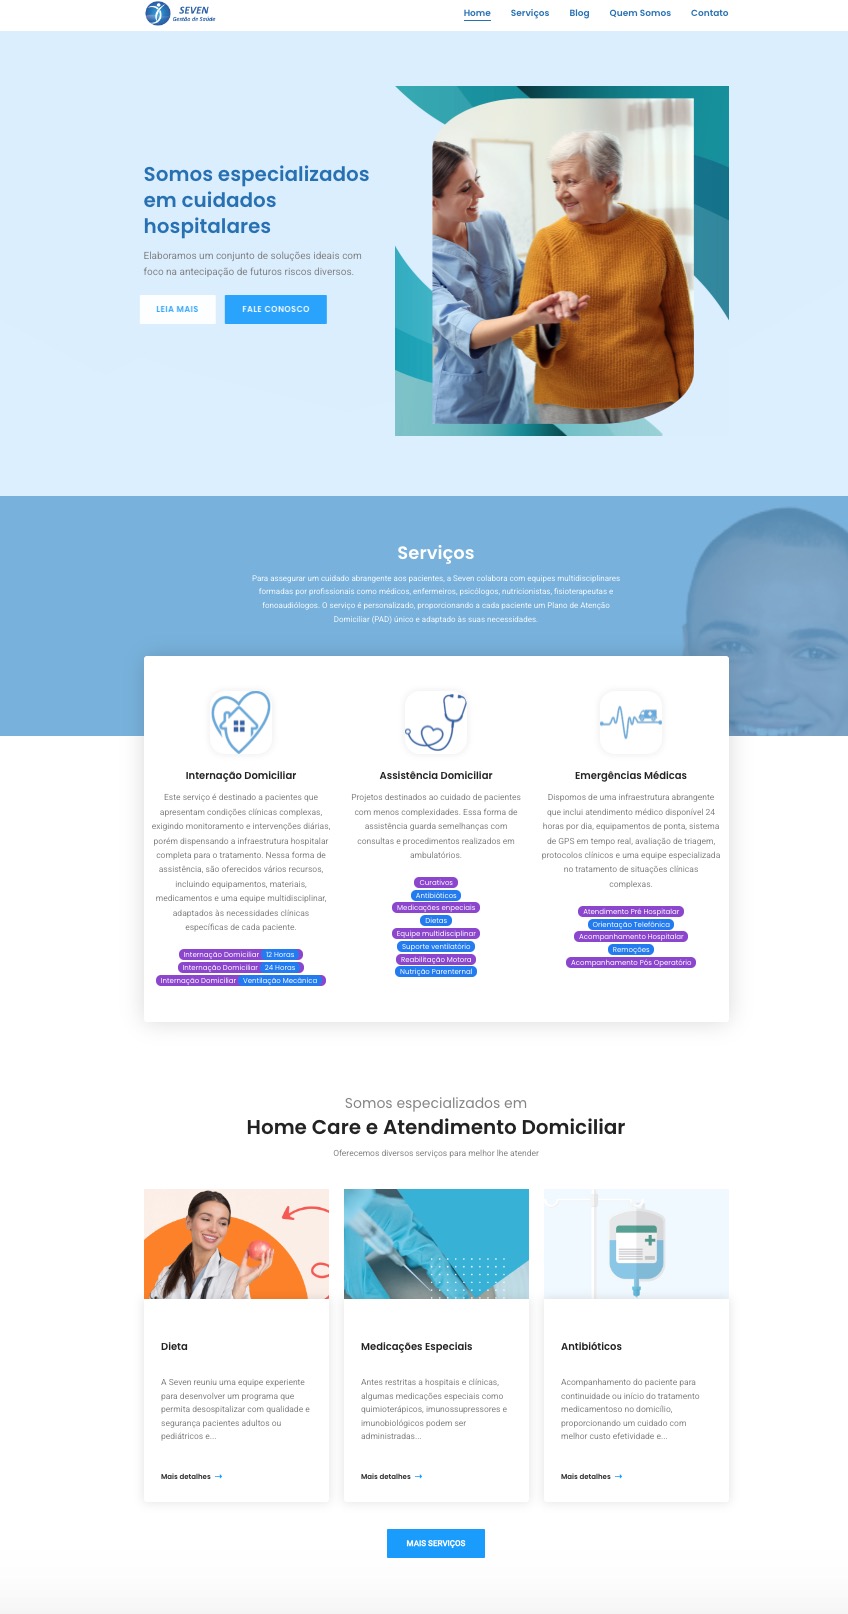 SEVEN
Gestão de Saúde
Home Serviços Blog Quem Somos Contato
Somos especializados
em cuidados
hospitalares
Elaboramos um conjunto de soluções ideais com
foco na antecipação de futuros riscos diversos.
LEIA MAIS FALE CONOSCO
Serviços
Para assegurar um cuidado abrangente aos pacientes, a Seven colabora com equipes multidisciplinares
formadas por profissionais como médicos, enfermeiros, psicólogos, nutricionistas, fisioterapeutas e
fonoaudiólogos. O serviço é personalizado, proporcionando a cada paciente um Plano de Atenção
Domiciliar (PAD) único e adaptado às suas necessidades.
Internação Domiciliar
Este serviço é destinado a pacientes que
apresentam condições clínicas complexas,
exigindo monitoramento e intervenções diárias,
porém dispensando a infraestrutura hospitalar
completa para o tratamento. Nessa forma de
assistência, são oferecidos vários recursos,
incluindo equipamentos, materiais,
medicamentos e uma equipe multidisciplinar,
adaptados às necessidades clínicas
específicas de cada paciente.
Internação Domiciliar 12 Horas
Internação Domiciliar 24 Horas
Internação Domiciliar Ventilação Mecânica
Assistência Domiciliar
Projetos destinados ao cuidado de pacientes
com menos complexidades. Essa forma de
assistência guarda semelhanças com
consultas e procedimentos realizados em
ambulatórios.
Curativos
Antibióticos
Medicações enpeciais
Dietas
Equipe multidisciplinar
Suporte ventilatório
Reabilitação Motora
Nutrição Parenternal
Emergências Médicas
Dispomos de uma infraestrutura abrangente
que inclui atendimento médico disponível 24
horas por dia, equipamentos de ponta, sistema
de GPS em tempo real, avaliação de triagem,
protocolos clínicos e uma equipe especializada
no tratamento de situações clínicas
complexas.
Atendimento Pré Hospitalar
Orientação Telefônica
Acompanhamento Hospitalar
Remoções
Acompanhamento Pós Operatório
Somos especializados em
Home Care e Atendimento Domiciliar
Oferecemos diversos serviços para melhor lhe atender
Dieta
A Seven reuniu uma equipe experiente
para desenvolver um programa que
permita desospitalizar com qualidade e
segurança pacientes adultos ou
pediátricos e...
Mais detalhes →
Medicações Especiais
Antes restritas a hospitais e clínicas,
algumas medicações especiais como
quimioterápicos, imunossupressores e
imunobiológicos podem ser
administradas...
Mais detalhes →
Antibióticos
Acompanhamento do paciente para
continuidade ou início do tratamento
medicamentoso no domicílio,
proporcionando um cuidado com
melhor custo efetividade e...
Mais detalhes →
MAIS SERVIÇOS